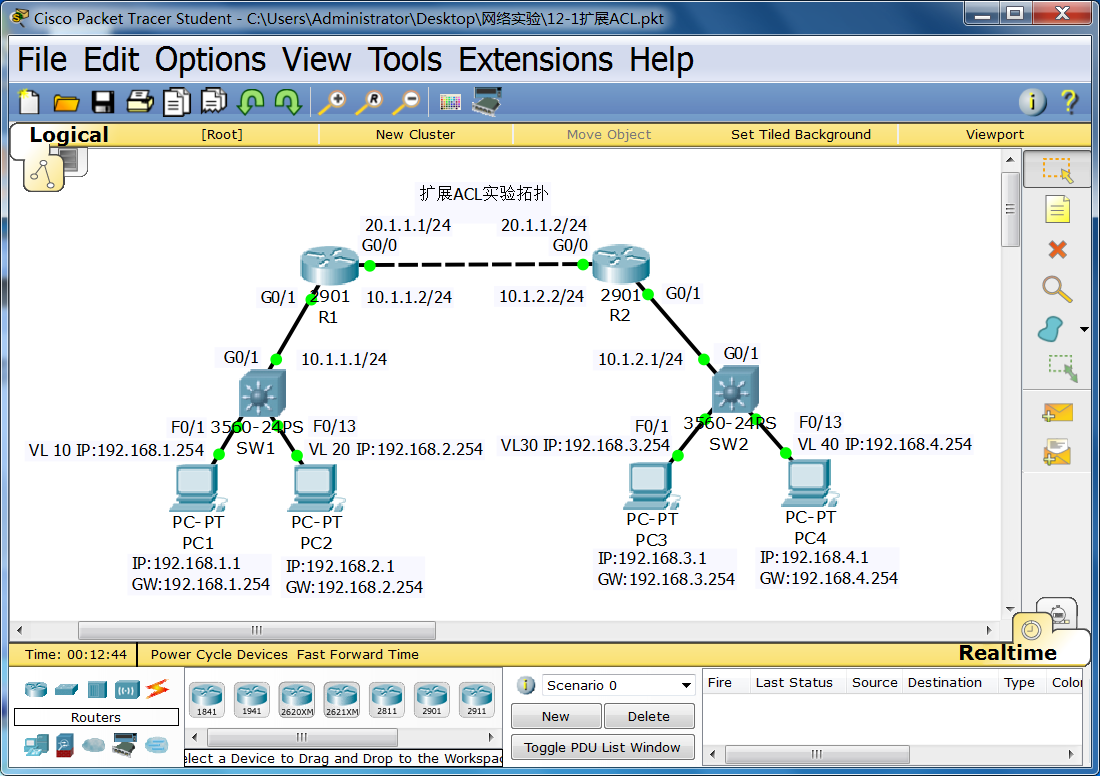 Cisco Packet Tracer Student - C:\Users\Administrator\Desktop\网络实验\12-1扩展ACL.pkt
File Edit Options View Tools Extensions Help
Logical
[Root]
New Cluster
Move Object
Set Tiled Background
Viewport
扩展ACL实验拓扑
20.1.1.1/24
20.1.1.2/24
G0/0
G0/0
G0/1
2901
R1
10.1.1.2/24
10.1.2.2/24
2901
R2
G0/1
G0/1
10.1.1.1/24
10.1.2.1/24
G0/1
F0/1
3560-24PS
SW1
F0/13
F0/1
3560-24PS
SW2
F0/13
VL 10 IP:192.168.1.254
VL 20 IP:192.168.2.254
VL30 IP:192.168.3.254
VL 40 IP:192.168.4.254
PC-PT
PC1
IP:192.168.1.1
GW:192.168.1.254
PC-PT
PC2
IP:192.168.2.1
GW:192.168.2.254
PC-PT
PC3
IP:192.168.3.1
GW:192.168.3.254
PC-PT
PC4
IP:192.168.4.1
GW:192.168.4.254
Time: 00:12:44
Power Cycle Devices Fast Forward Time
Realtime
Routers
1841
1941
2620XM
2621XM
2811
2901
2911
elect a Device to Drag and Drop to the Workspac
Scenario 0
New
Delete
Toggle PDU List Window
Fire
Last Status
Source
Destination
Type
Color